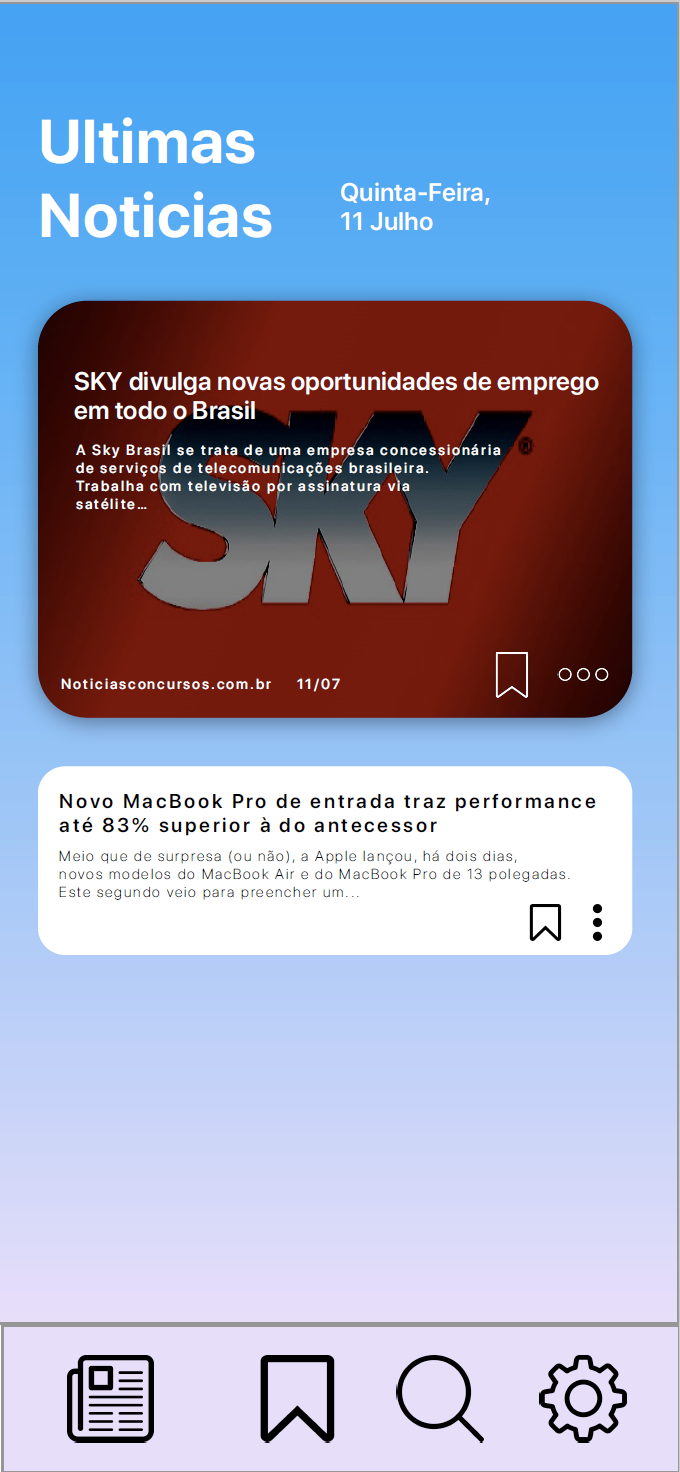 Ultimas
Noticias
Quinta-Feira,
11 Julho
SKY divulga novas oportunidades de emprego
em todo o Brasil
A Sky Brasil se trata de uma empresa concessionária
de serviços de telecomunicações brasileira.
Trabalha com televisão por assinatura via
satélite…
SKY®
Noticiasconcursos.com.br 11/07
Novo MacBook Pro de entrada traz performance
até 83% superior à do antecessor
Meio que de surpresa (ou não), a Apple lançou, há dois dias,
novos modelos do MacBook Air e do MacBook Pro de 13 polegadas.
Este segundo veio para preencher um...